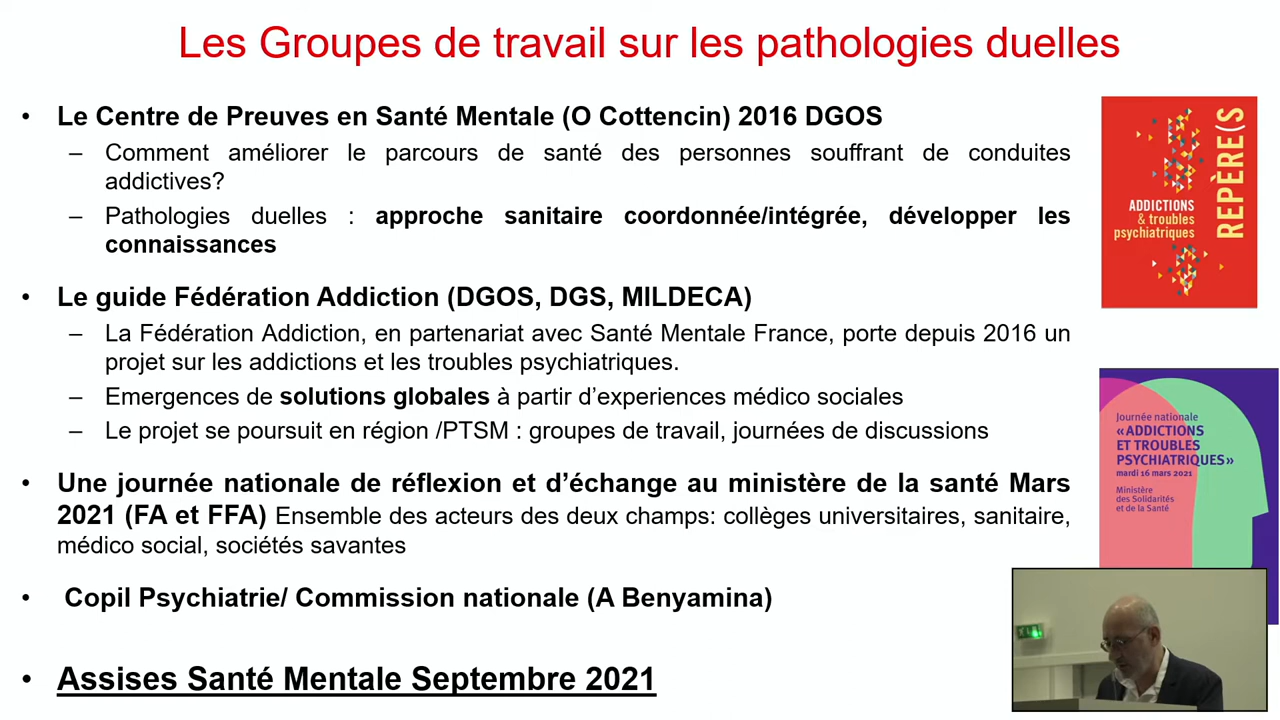 Les Groupes de travail sur les pathologies duelles
• Le Centre de Preuves en Santé Mentale (O Cottencin) 2016 DGOS
– Comment améliorer le parcours de santé des personnes souffrant de conduites
addictives?
– Pathologies duelles : approche sanitaire coordonnée/intégrée, développer les
connaissances
• Le guide Fédération Addiction (DGOS, DGS, MILDECA)
– La Fédération Addiction, en partenariat avec Santé Mentale France, porte depuis 2016 un
projet sur les addictions et les troubles psychiatriques.
– Emergences de solutions globales à partir d’experiences médico sociales
– Le projet se poursuit en région /PTSM : groupes de travail, journées de discussions
• Une journée nationale de réflexion et d’échange au ministère de la santé Mars
2021 (FA et FFA) Ensemble des acteurs des deux champs: collèges universitaires, sanitaire,
médico social, sociétés savantes
• Copil Psychiatrie/ Commission nationale (A Benyamina)
• Assises Santé Mentale Septembre 2021
REPÈRE(S
ADDICTIONS
& troubles
psychiatriques
Journée nationale
« ADDICTIONS
ET TROUBLES
PSYCHIATRIQUES »
mardi 16 mars 2021
Ministère
des Solidarités
et de la Santé